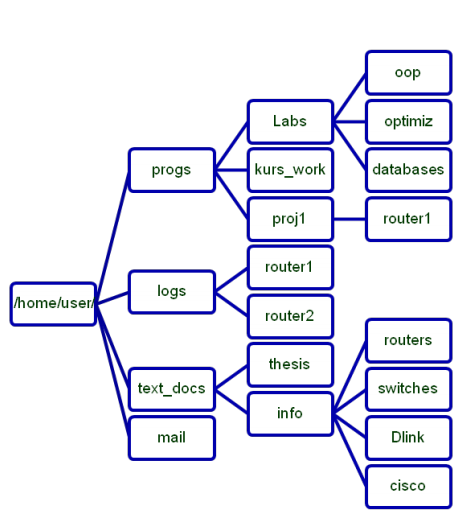 /home/user/
progs
Labs
oop
optimiz
databases
kurs_work
proj1
router1
logs
router1
router2
text_docs
thesis
info
routers
switches
Dlink
cisco
mail